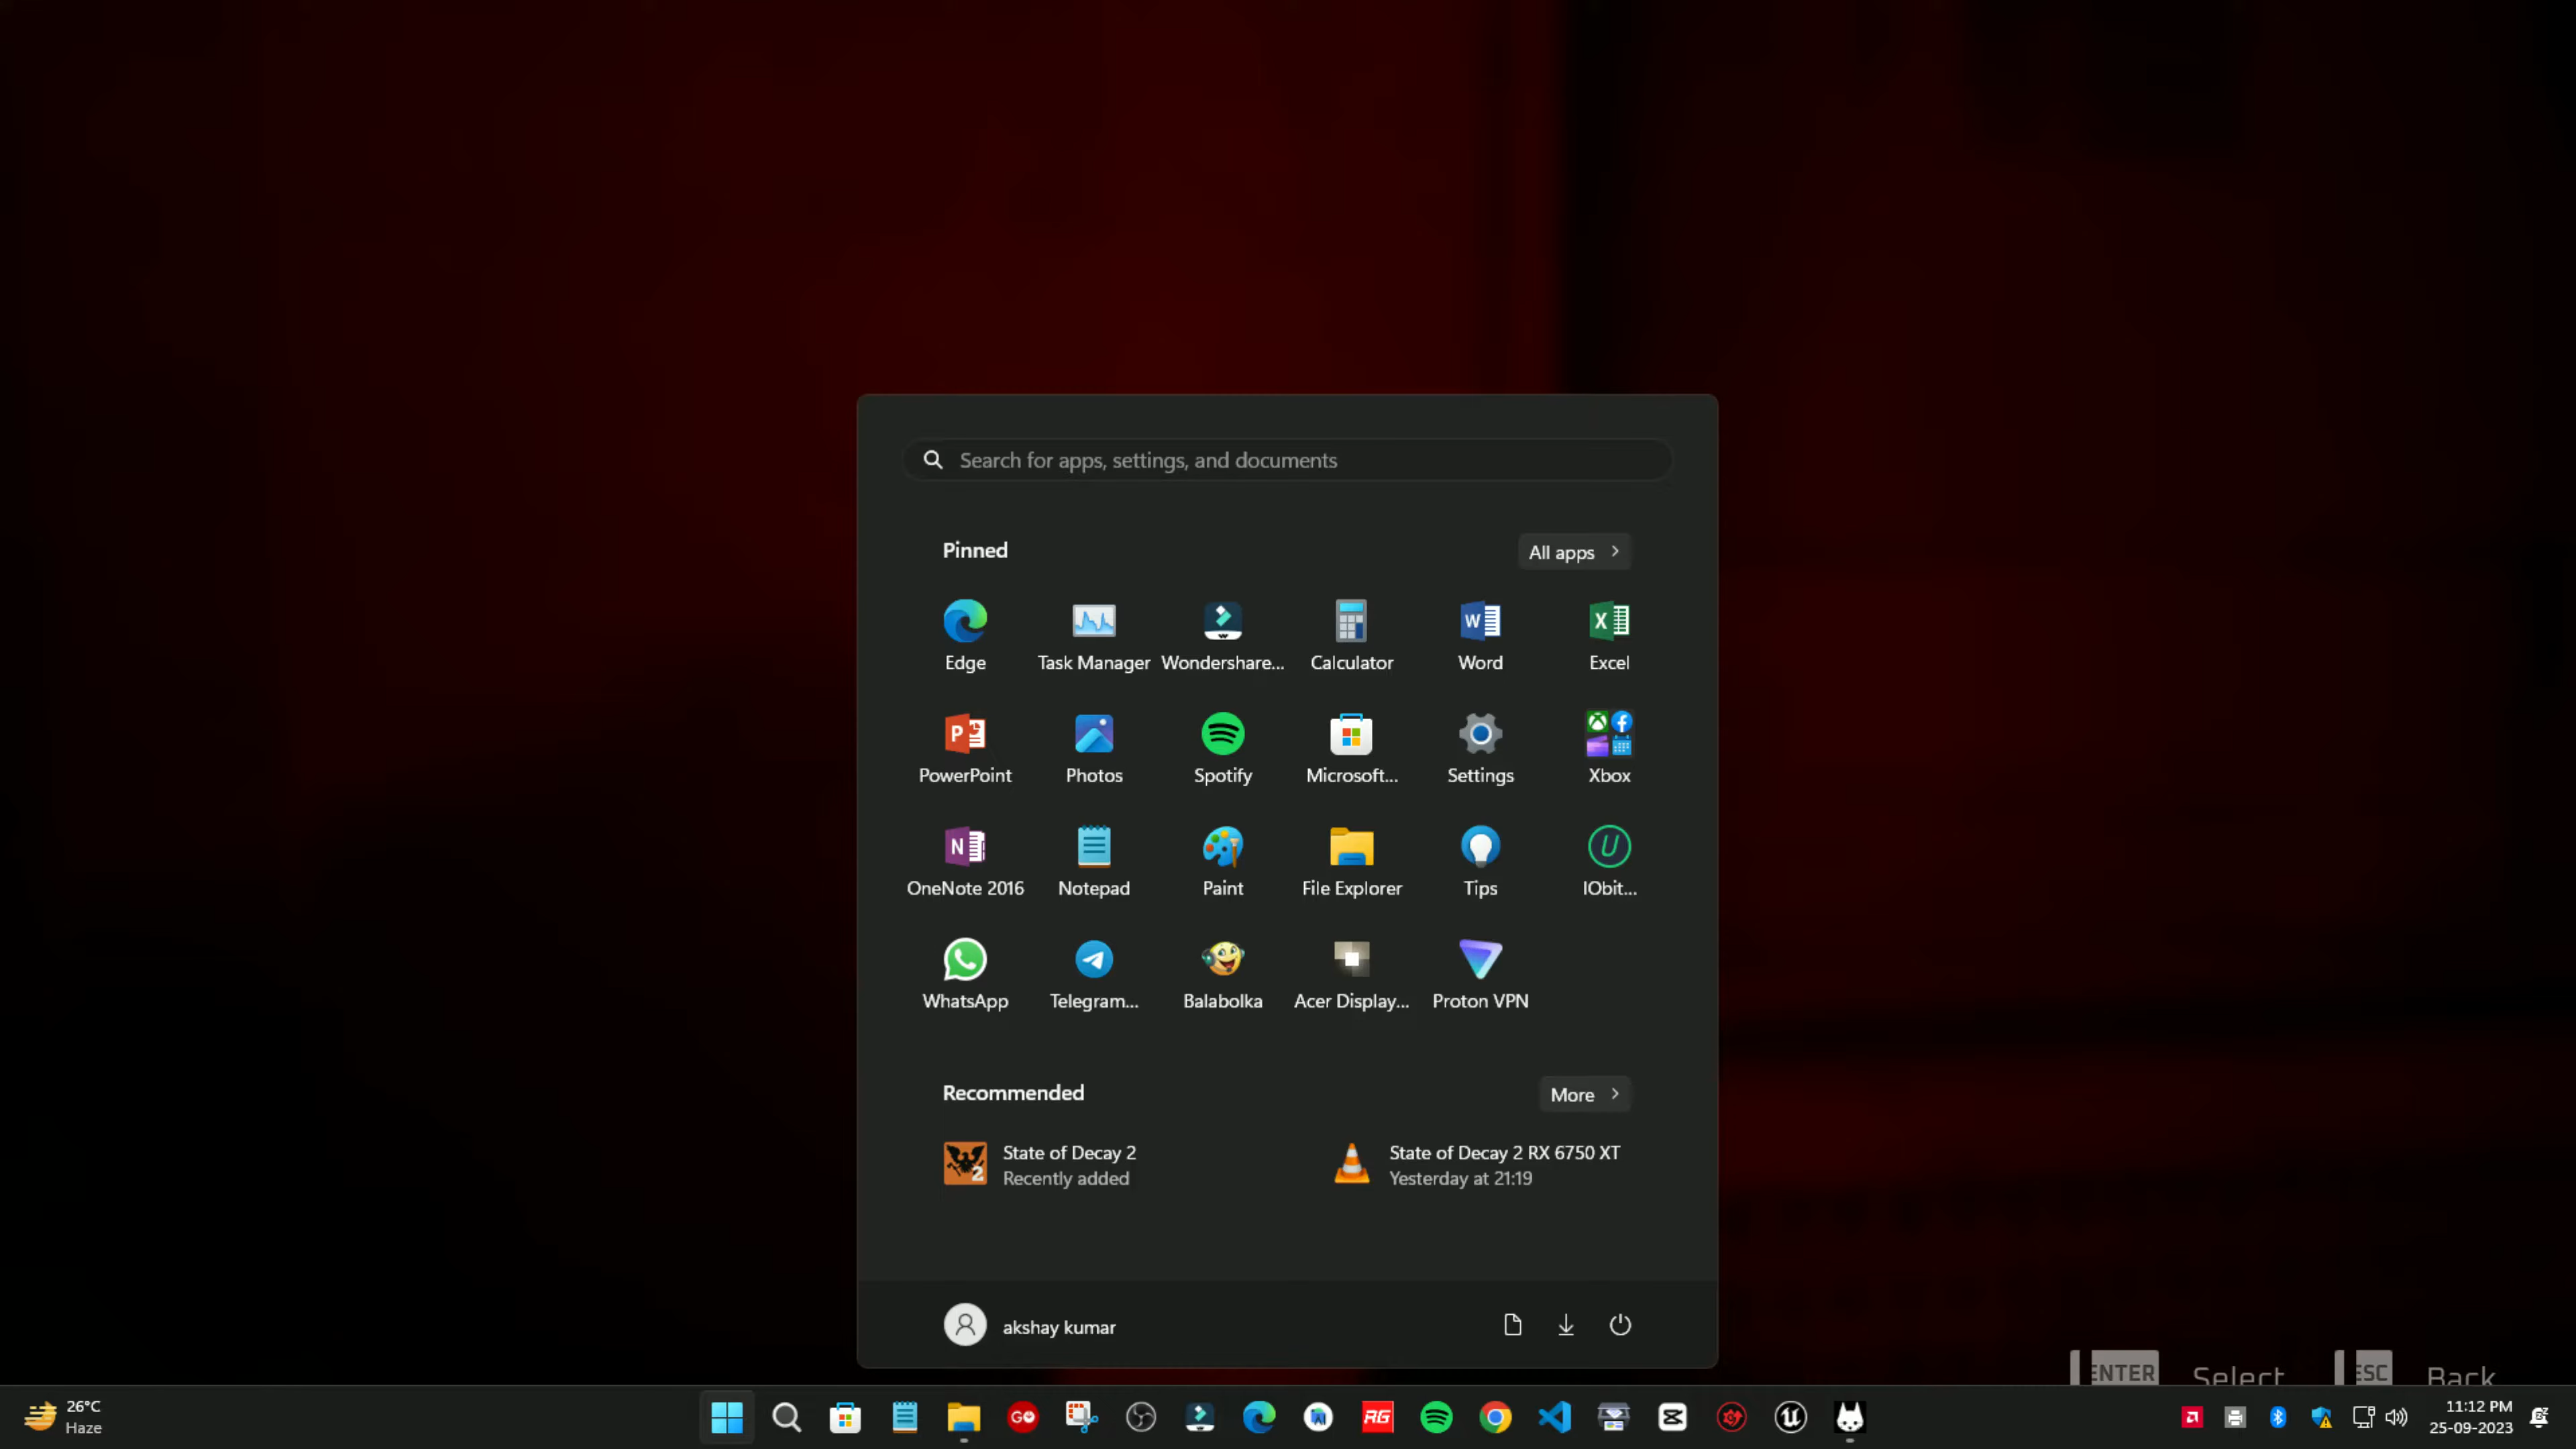 Search for apps, settings, and documents
Pinned
All apps
Edge
Task Manager
Wondershare...
Calculator
Word
Excel
PowerPoint
Photos
Spotify
Microsoft...
Settings
Xbox
OneNote 2016
Notepad
Paint
File Explorer
Tips
IObit...
WhatsApp
Telegram...
Balabolka
Acer Display...
Proton VPN
Recommended
More
State of Decay 2
Recently added
State of Decay 2 RX 6750 XT
Yesterday at 21:19
akshay kumar
ENTER Select ESC Back
26°C
Haze
GO
RG
11:12 PM
25-09-2023